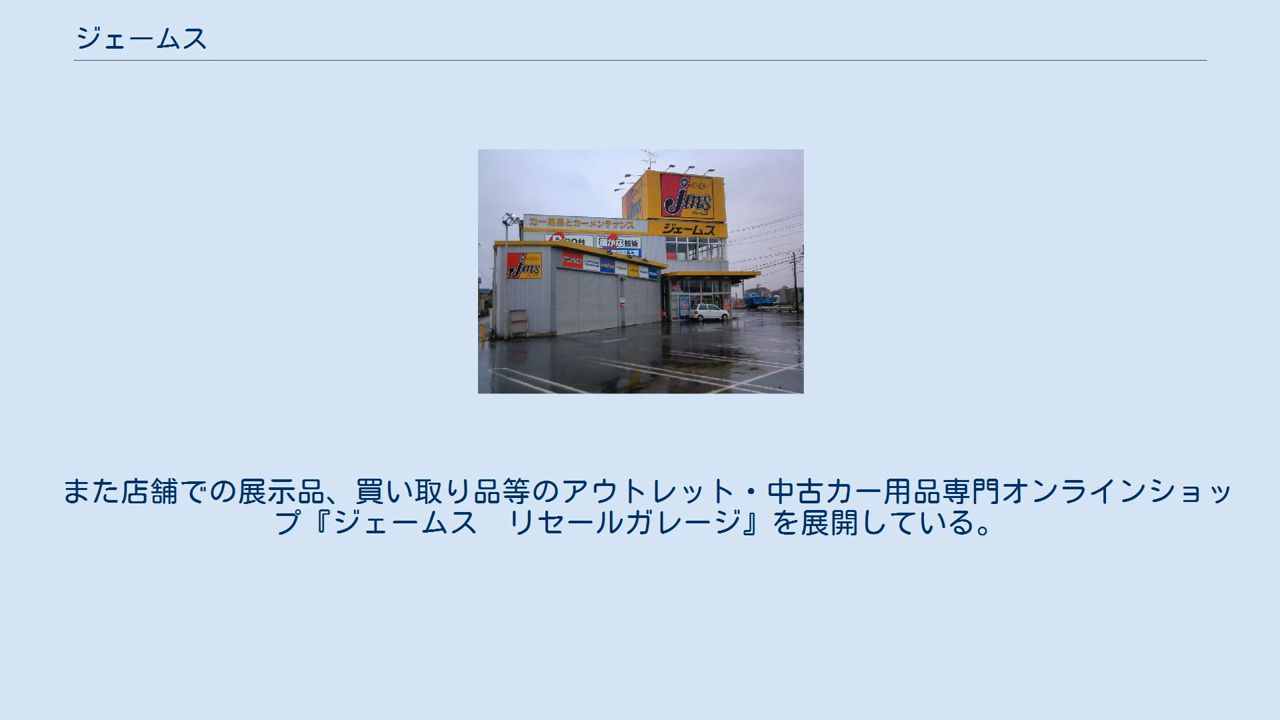 ジェームス
jms
カー用品とカーメンテナンス
ジェームス
jms
また店舗での展示品、買い取り品等のアウトレット・中古カー用品専門オンラインショッ
プ『ジェームス　リセールガレージ』を展開している。